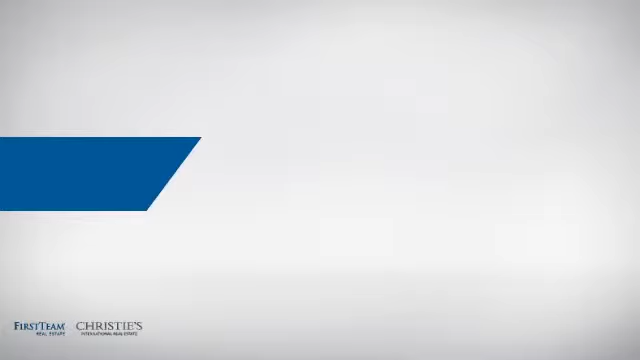 FIRSTTEAM
REAL ESTATE
CHRISTIE'S
INTERNATIONAL REAL ESTATE